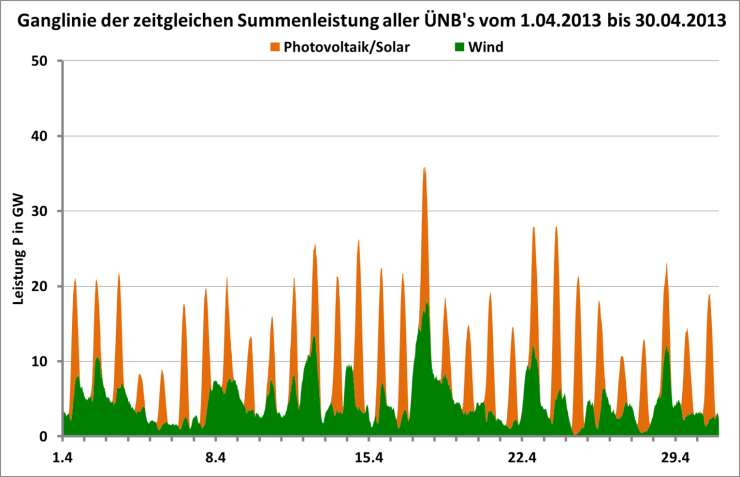 Ganglinie der zeitgleichen Summenleistung aller ÜNB's vom 1.04.2013 bis 30.04.2013
Photovoltaik/Solar Wind
50
40
30
20
10
0
Leistung P in GW
1.4 8.4 15.4 22.4 29.4